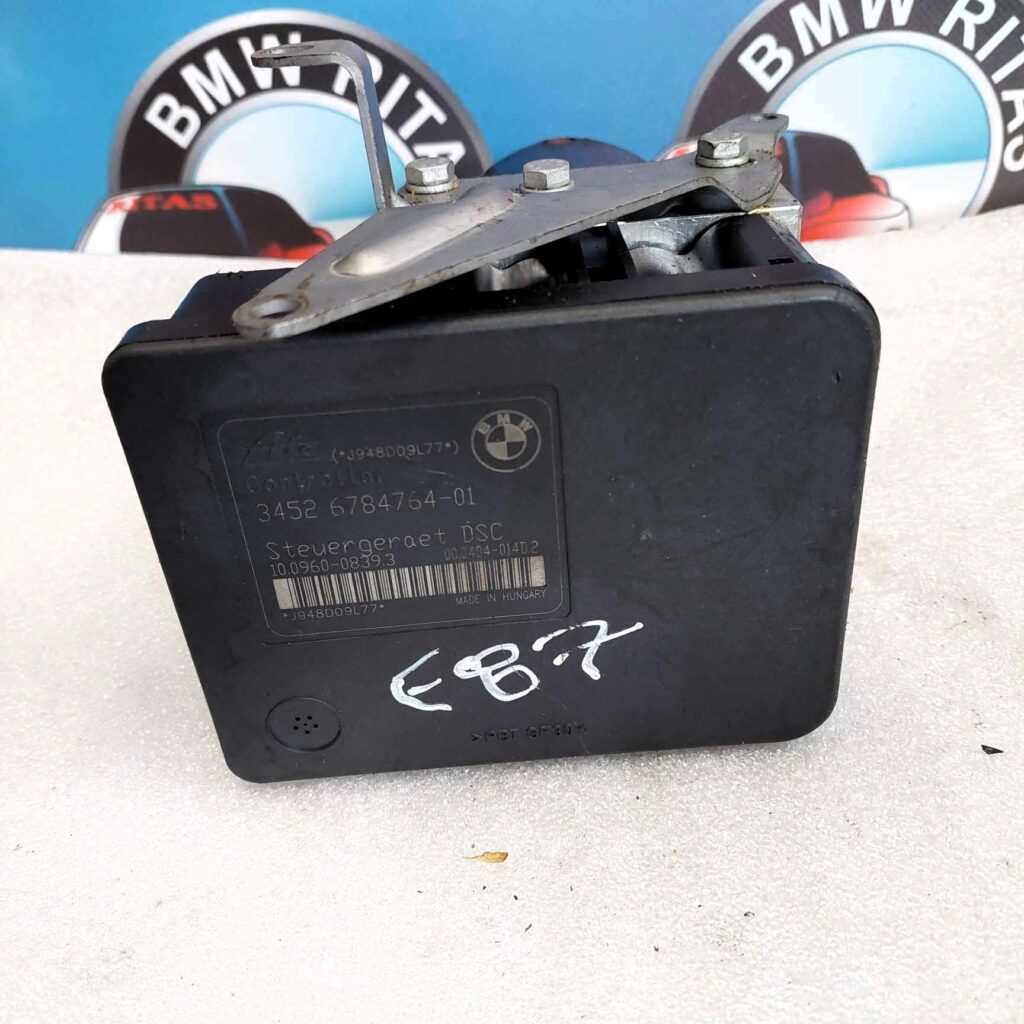 BMW RITAS
BMW RITAS
RITAS
Ate
(*J948D09L77*)
BMW
Controller
3452 6784764-01
Steuergeraet DSC
10.0960-0839.3
00.0404-014D.2
*J948D09L77*
MADE IN HUNGARY
E87